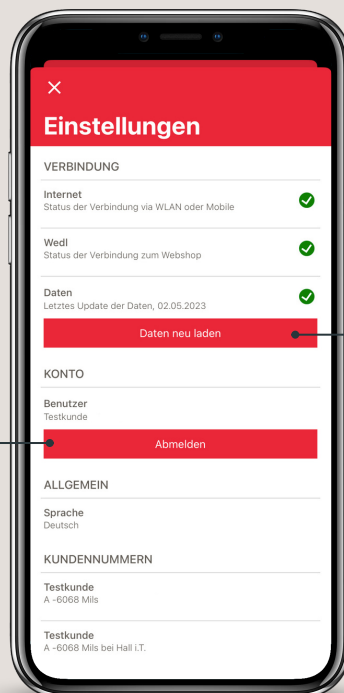 Einstellungen
VERBINDUNG
Internet
Status der Verbindung via WLAN oder Mobile
Wedl
Status der Verbindung zum Webshop
Daten
Letztes Update der Daten, 02.05.2023
Daten neu laden
KONTO
Benutzer
Testkunde
Abmelden
ALLGEMEIN
Sprache
Deutsch
KUNDENNUMMERN
Testkunde
A -6068 Mils
Testkunde
A -6068 Mils bei Hall i.T.